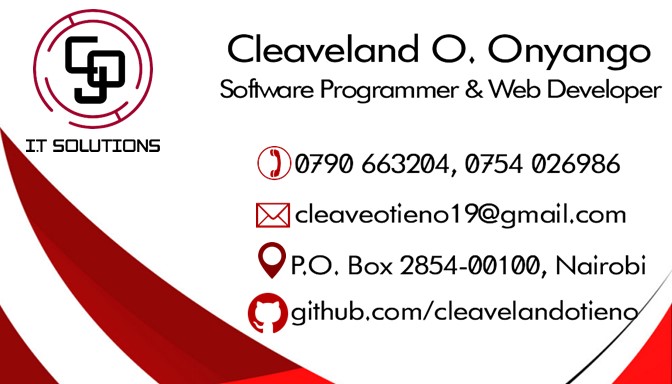 I.T SOLUTIONS
Cleaveland O. Onyango
Software Programmer & Web Developer
0790 663204, 0754 026986
cleaveotieno19@gmail.com
P.O. Box 2854-00100, Nairobi
github.com/cleavelandotieno